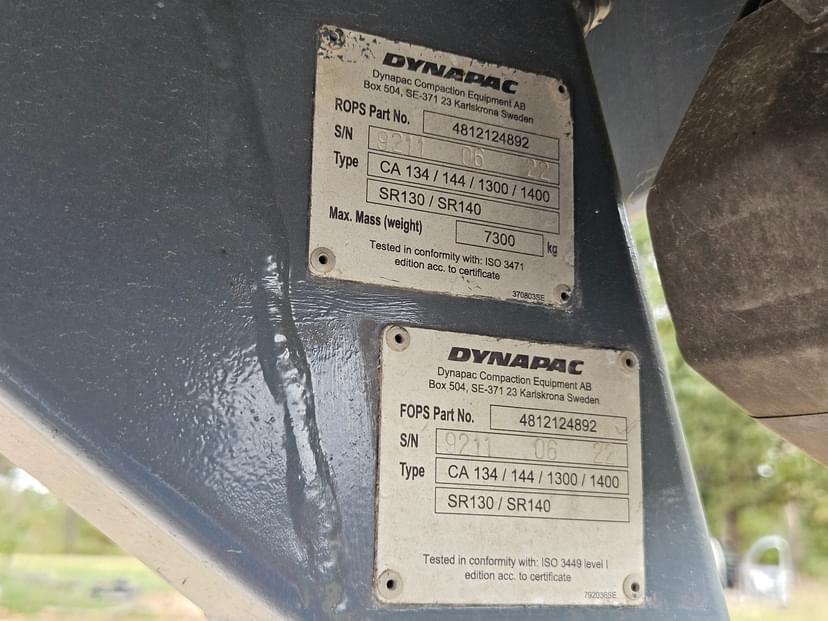 DYNAPAC
Dynapac Compaction Equipment AB
Box 504, SE-371 23 Karlskrona Sweden
ROPS Part No. 4812124892
S/N 9211 06 22
Type CA 134 / 144 / 1300 / 1400
SR130 / SR140
Max. Mass (weight) 7300 kg
Tested in conformity with: ISO 3471
edition acc. to certificate
370803SE
DYNAPAC
Dynapac Compaction Equipment AB
Box 504, SE-371 23 Karlskrona Sweden
FOPS Part No. 4812124892
S/N 9211 06 22
Type CA 134 / 144 / 1300 / 1400
SR130 / SR140
Tested in conformity with: ISO 3449 level I
edition acc. to certificate
792036SE